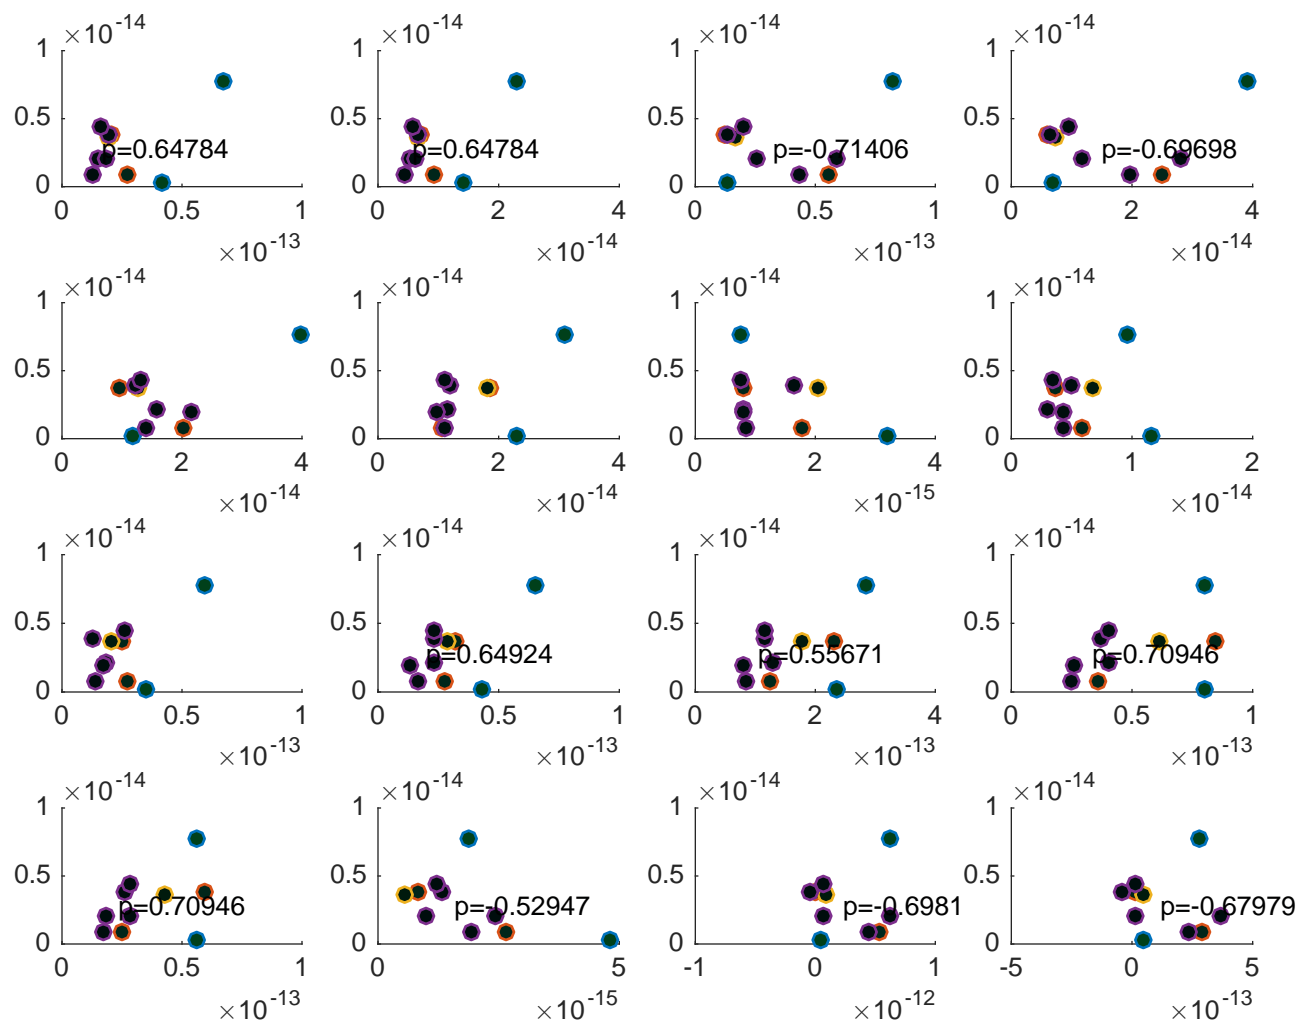 ×10-14 ×10-14 ×10-14 ×10-14
1 1 1 1
0.5 0.5 0.5 0.5
p=0.64784 p=0.64784 p=-0.71406 p=-0.69698
0 0 0 0
0 0.5 1 0 2 4 0 0.5 1 0 2 4
×10-13 ×10-14 ×10-13 ×10-14
×10-14 ×10-14 ×10-14 ×10-14
1 1 1 1
0.5 0.5 0.5 0.5
0 0 0 0
0 2 4 0 2 4 0 2 4 0 1 2
×10-14 ×10-14 ×10-15 ×10-14
×10-14 ×10-14 ×10-14 ×10-14
1 1 1 1
0.5 0.5 0.5 0.5
p=0.64924 p=0.55671 p=0.70946
0 0 0 0
0 0.5 1 0 0.5 1 0 2 4 0 0.5 1
×10-13 ×10-13 ×10-13 ×10-13
×10-14 ×10-14 ×10-14 ×10-14
1 1 1 1
0.5 0.5 0.5 0.5
p=0.70946 p=-0.52947 p=-0.6981 p=-0.67979
0 0 0 0
0 0.5 1 0 5 -1 0 1 -5 0 5
×10-13 ×10-15 ×10-12 ×10-13